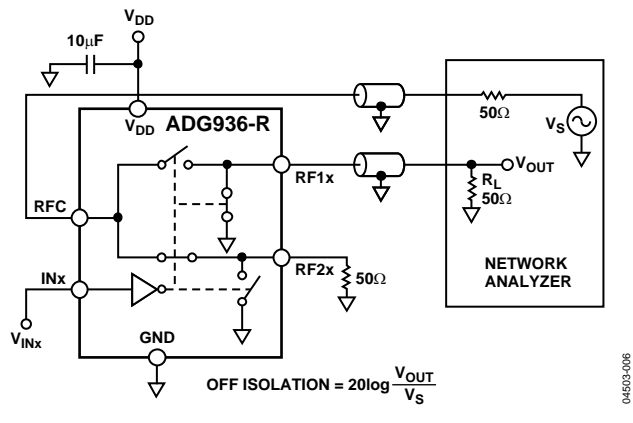 VDD
10µF
VDD
ADG936-R
50Ω
VS
RFC
RF1x
VOUT
RL
50Ω
RF2x
50Ω
INx
NETWORK
ANALYZER
VINx
GND
OFF ISOLATION = 20log VOUT
VS
04503-006